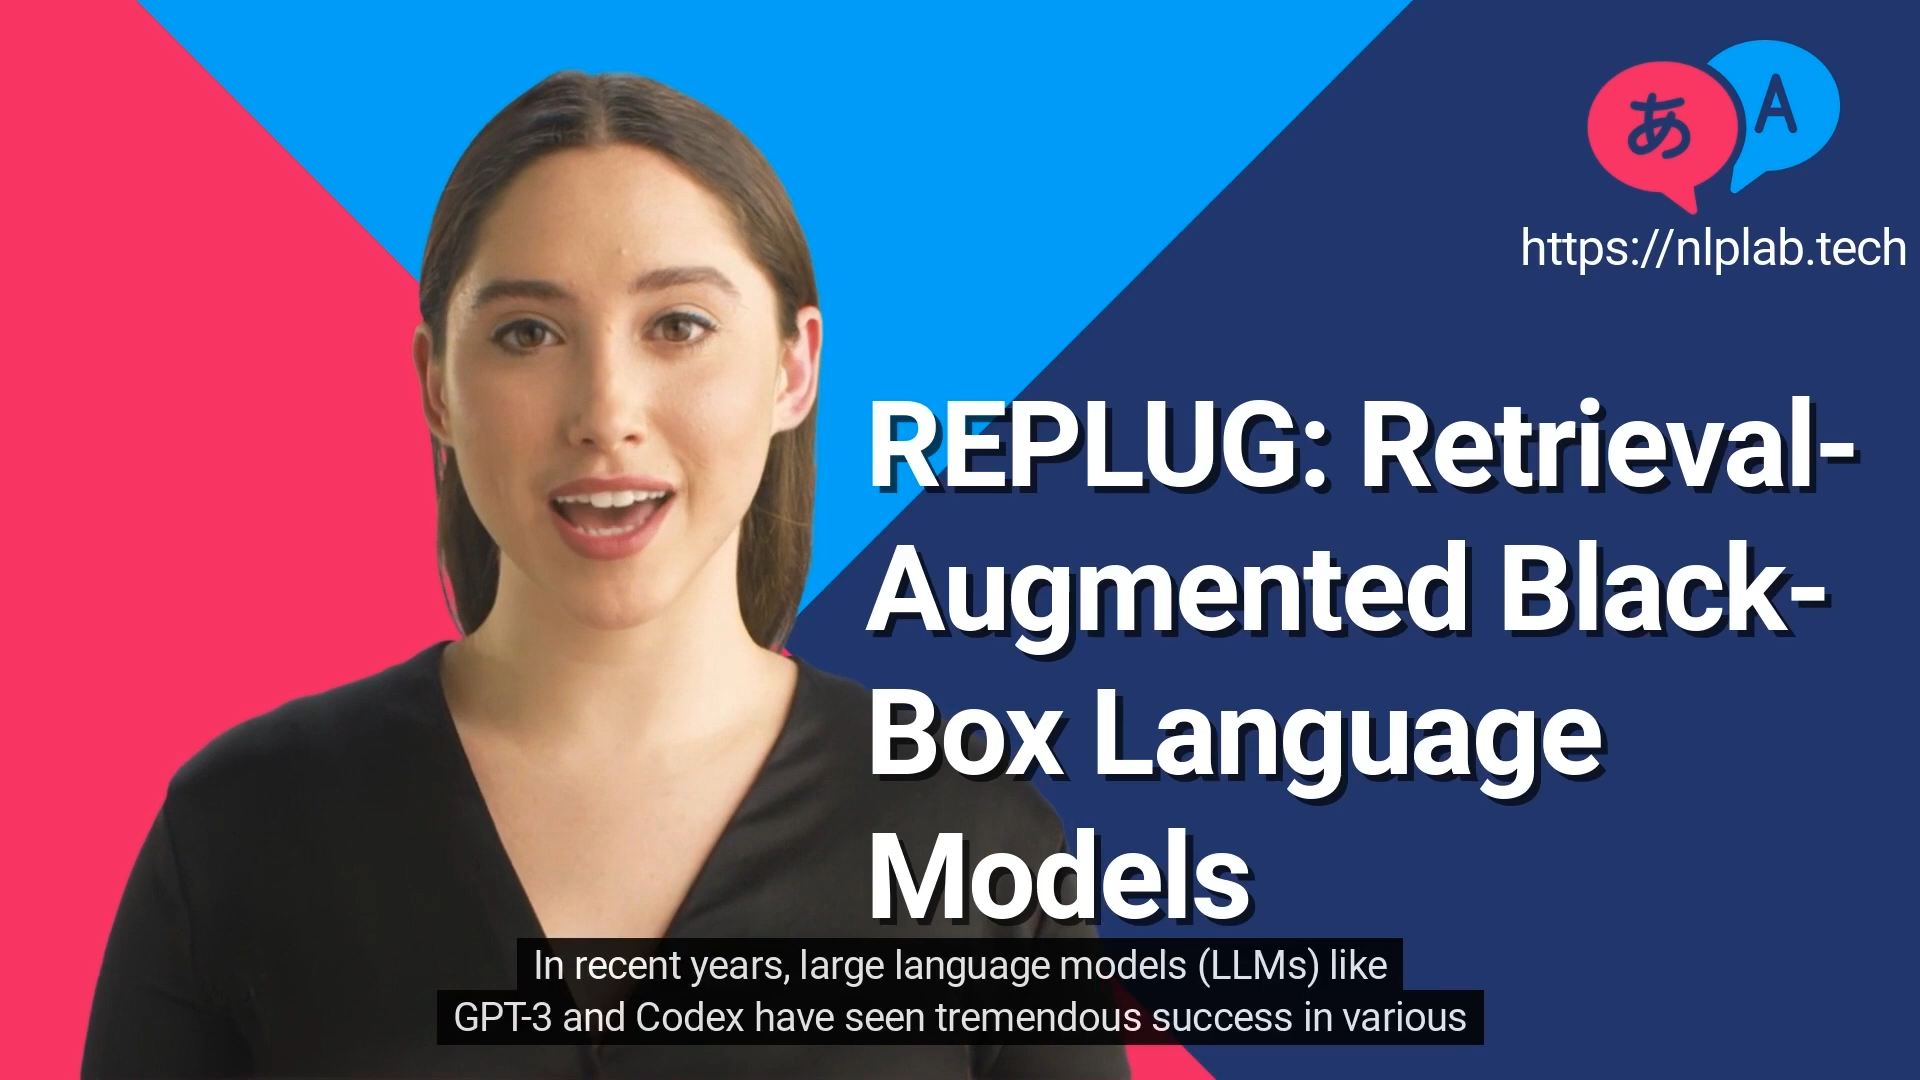 あ A
https://nlplab.tech
REPLUG: Retrieval-
Augmented Black-
Box Language
Models
In recent years, large language models (LLMs) like
GPT-3 and Codex have seen tremendous success in various